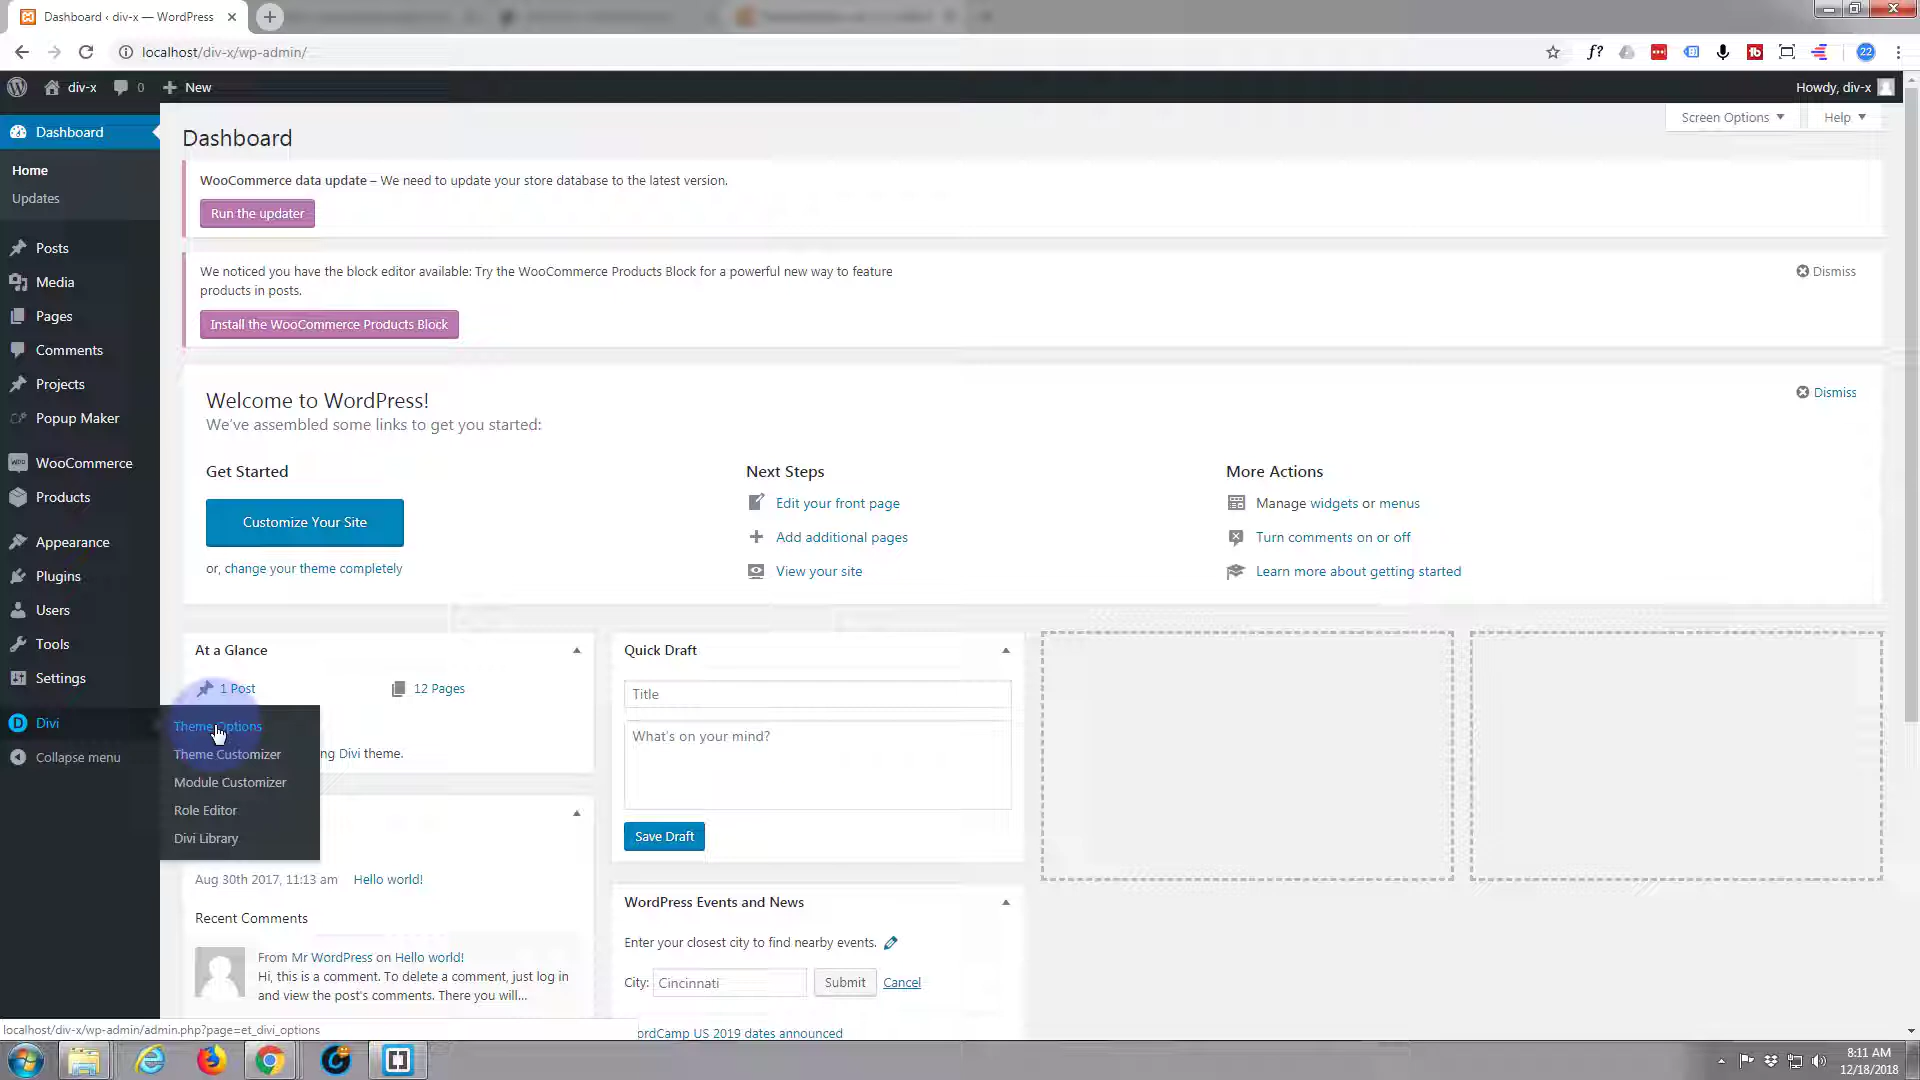 Dashboard ‹ div-x — WordPress
localhost/div-x/wp-admin/
f?
22
div-x
0
New
Howdy, div-x
Dashboard
Home
Updates
Posts
Media
Pages
Comments
Projects
Popup Maker
WooCommerce
Products
Appearance
Plugins
Users
Tools
Settings
Divi
Collapse menu
Theme Options
Theme Customizer
Module Customizer
Role Editor
Divi Library
Dashboard
Screen Options
Help
WooCommerce data update – We need to update your store database to the latest version.
Run the updater
We noticed you have the block editor available: Try the WooCommerce Products Block for a powerful new way to feature
products in posts.
Dismiss
Install the WooCommerce Products Block
Welcome to WordPress!
We've assembled some links to get you started:
Dismiss
Get Started
Customize Your Site
or, change your theme completely
Next Steps
Edit your front page
Add additional pages
View your site
More Actions
Manage widgets or menus
Turn comments on or off
Learn more about getting started
At a Glance
1 Post
12 Pages
ng Divi theme.
Aug 30th 2017, 11:13 am Hello world!
Recent Comments
From Mr WordPress on Hello world!
Hi, this is a comment. To delete a comment, just log in
and view the post's comments. There you will...
Quick Draft
Title
What's on your mind?
Save Draft
WordPress Events and News
Enter your closest city to find nearby events.
City: Cincinnati Submit Cancel
ordCamp US 2019 dates announced
localhost/div-x/wp-admin/admin.php?page=et_divi_options
8:11 AM
12/18/2018